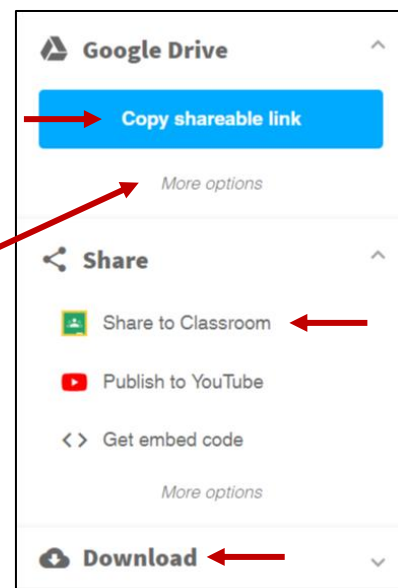 Google Drive
Copy shareable link
More options
Share
Share to Classroom
Publish to YouTube
Get embed code
More options
Download